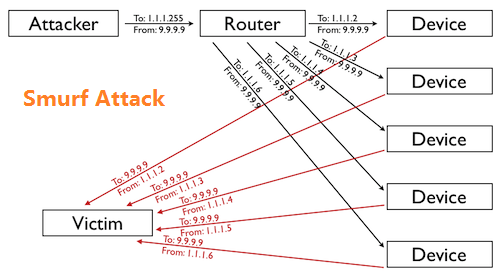 Attacker
To: 1.1.1.255
From: 9.9.9.9
Router
To: 1.1.1.2
From: 9.9.9.9
Device
To: 1.1.1.3
From: 9.9.9.9
Device
To: 1.1.1.4
From: 9.9.9.9
Device
To: 1.1.1.5
From: 9.9.9.9
Device
To: 1.1.1.6
From: 9.9.9.9
Device
Smurf Attack
To: 9.9.9.9
From: 1.1.1.2
To: 9.9.9.9
From: 1.1.1.3
To: 9.9.9.9
From: 1.1.1.4
Victim
To: 9.9.9.9
From: 1.1.1.5
To: 9.9.9.9
From: 1.1.1.6